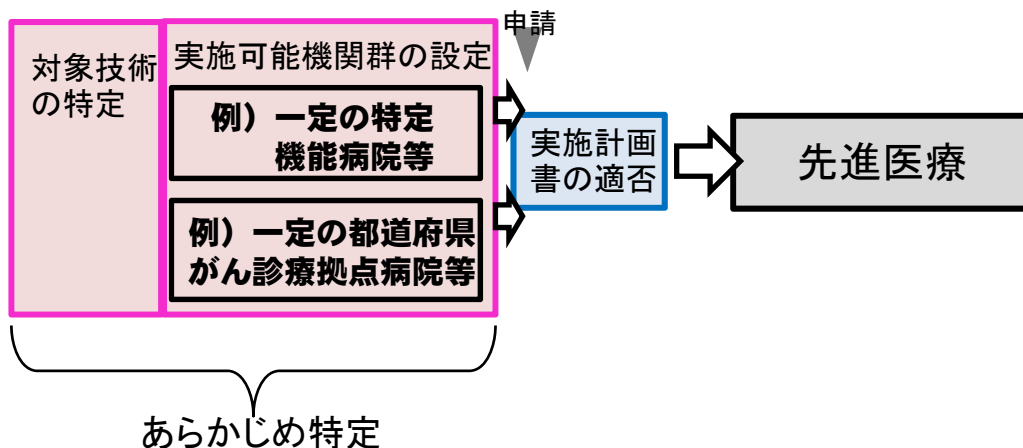 申請
対象技術
の特定
実施可能機関群の設定
例）一定の特定
機能病院等
例）一定の都道府県
がん診療拠点病院等
実施計画
書の適否
先進医療
あらかじめ特定